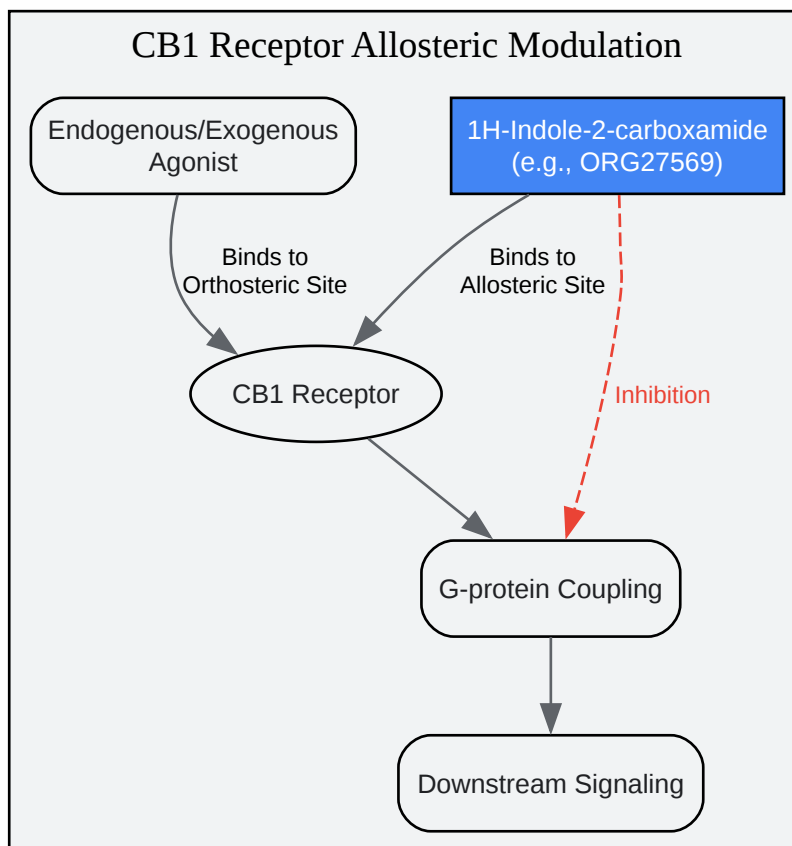 CB1 Receptor Allosteric Modulation
Endogenous/Exogenous
Agonist
1H-Indole-2-carboxamide
(e.g., ORG27569)
Binds to
Orthosteric Site
Binds to
Allosteric Site
CB1 Receptor
Inhibition
G-protein Coupling
Downstream Signaling